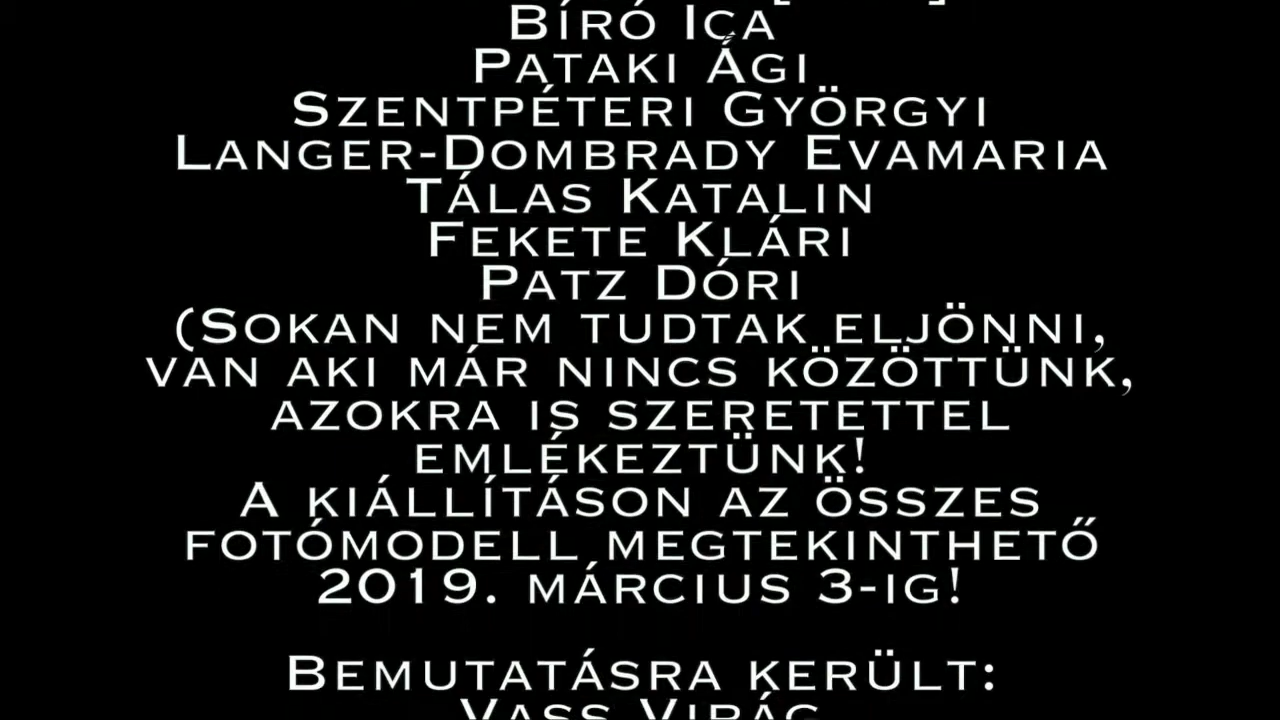 Bíró Ica
Pataki Ági
Szentpéteri Györgyi
Langer-Dombrady Evamaria
Tálas Katalin
Fekete Klári
Patz Dóri
(Sokan nem tudtak eljönni,
van aki már nincs közöttünk,
azokra is szeretettel
emlékeztünk!
A kiállításon az összes
fotómodell megtekinthető
2019. március 3-ig!
Bemutatásra került:
Vass Virág